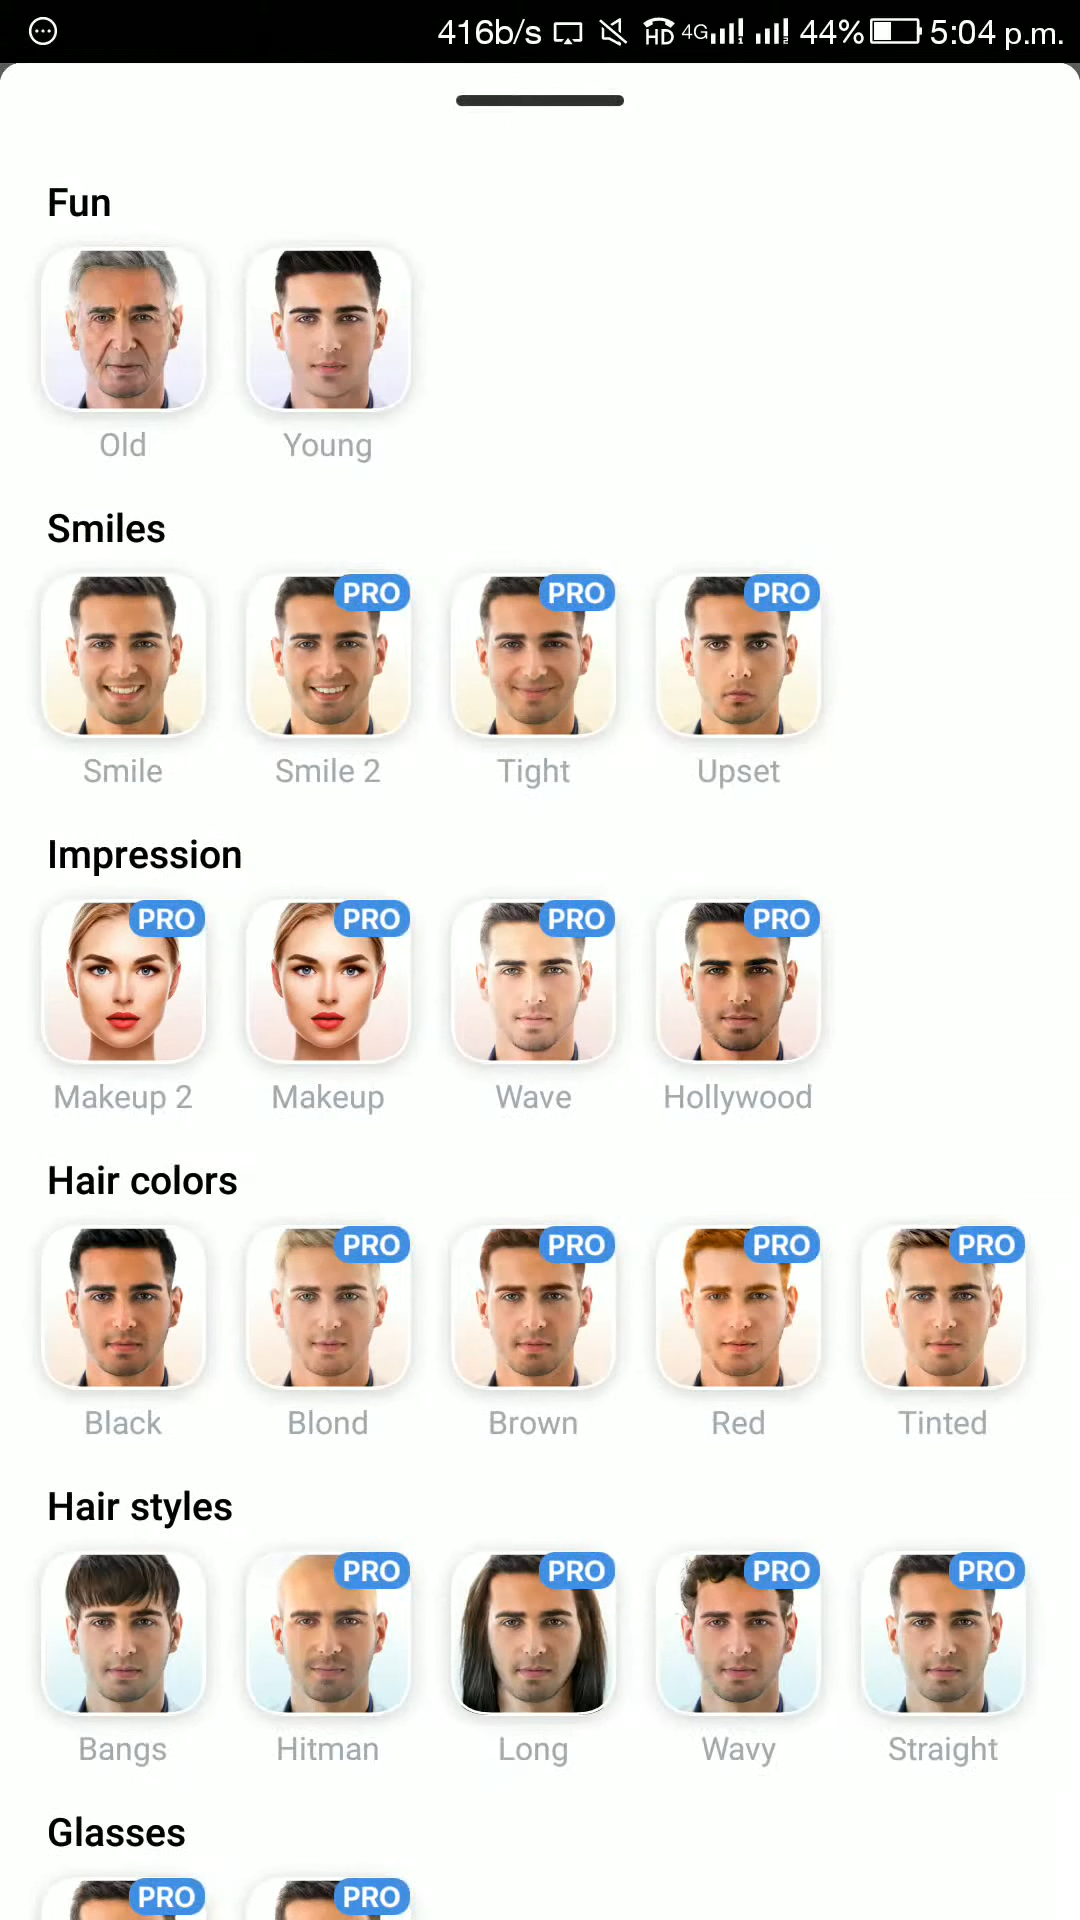 416b/s HD 4G 44% 5:04 p.m.
Fun
Old Young
Smiles
PRO PRO PRO
Smile Smile 2 Tight Upset
Impression
PRO PRO PRO PRO
Makeup 2 Makeup Wave Hollywood
Hair colors
PRO PRO PRO PRO
Black Blond Brown Red Tinted
Hair styles
PRO PRO PRO PRO
Bangs Hitman Long Wavy Straight
Glasses
PRO PRO